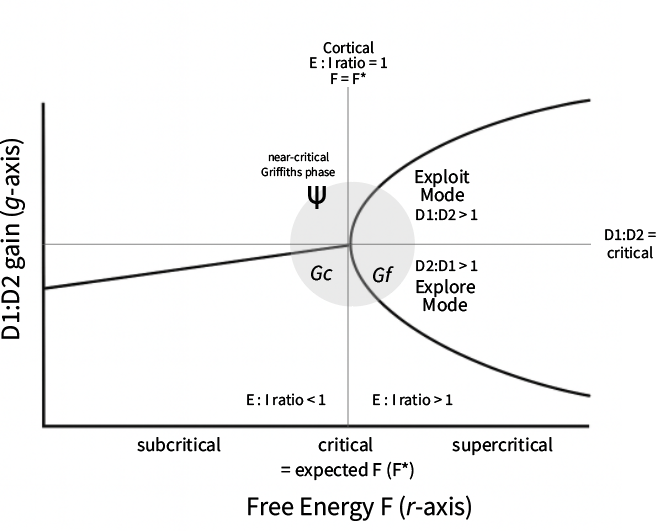 Cortical
E : I ratio = 1
F = F*
near-critical
Griffiths phase
Ψ
Exploit
Mode
D1:D2 > 1
D1:D2 =
critical
D2:D1 > 1
Explore
Mode
Gc
Gf
E : I ratio < 1
E : I ratio > 1
D1:D2 gain (g-axis)
subcritical
critical
supercritical
= expected F (F*)
Free Energy F (r-axis)